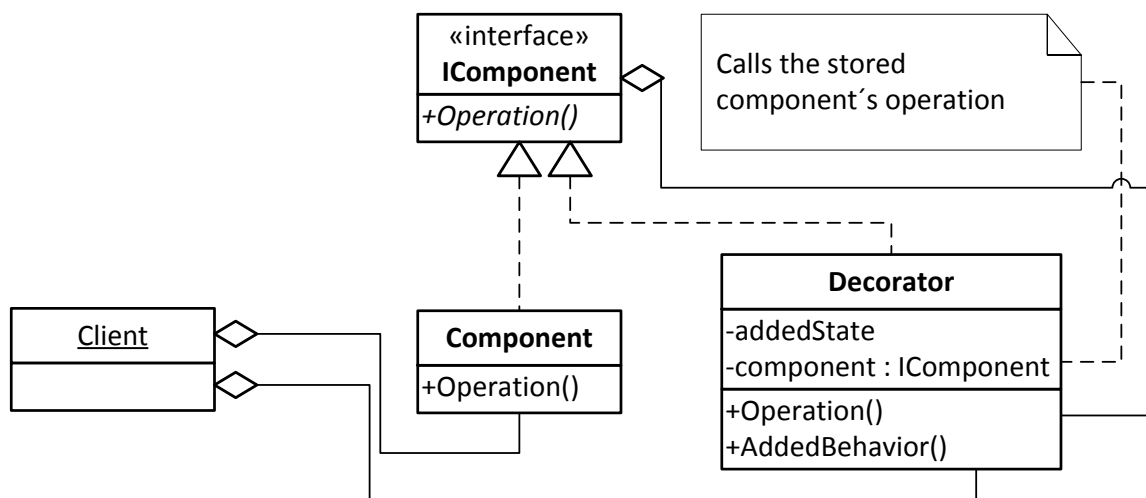 «interface»
IComponent
+Operation()
Calls the stored
component´s operation
Decorator
-addedState
-component : IComponent
+Operation()
+AddedBehavior()
Client
Component
+Operation()